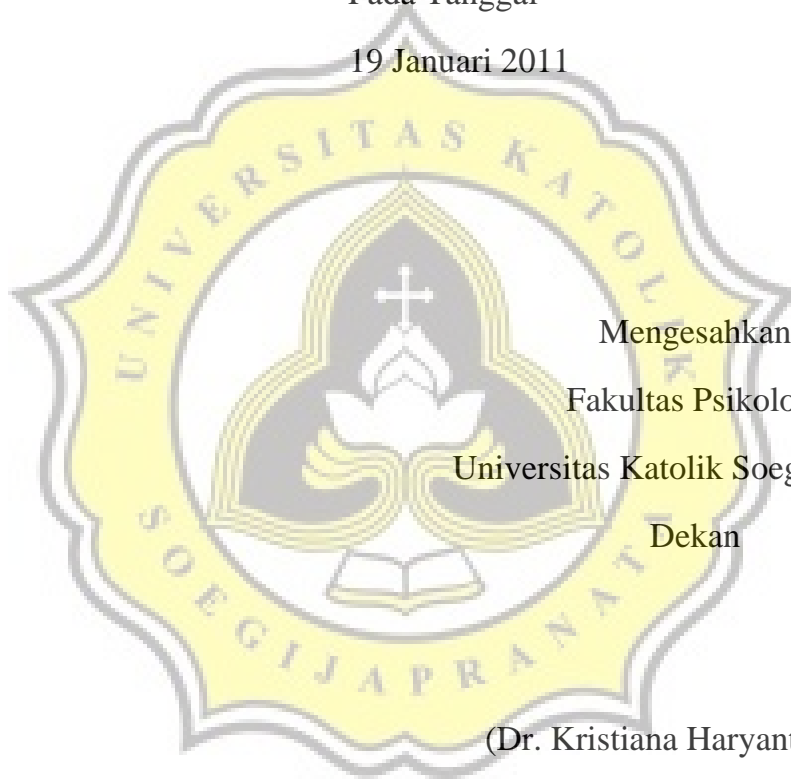 Pada Tanggal
19 Januari 2011
UNIVERSITAS KATOLIK
SOEGIJAPRANATA
Mengesahkan
Fakultas Psikolo
Universitas Katolik Soeg
Dekan
(Dr. Kristiana Haryant